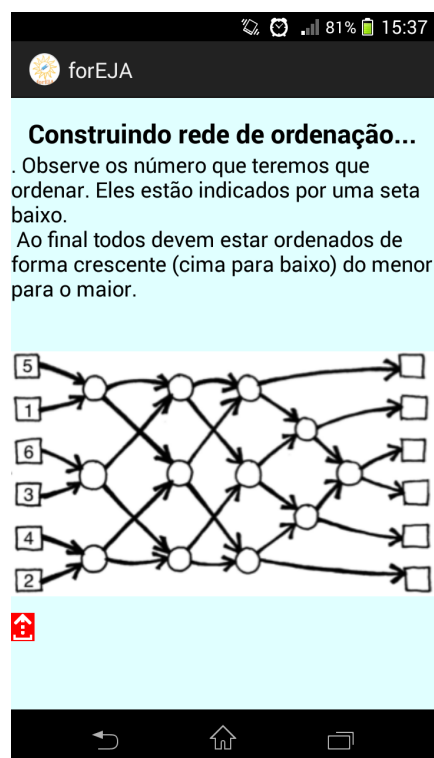 81% 15:37
forEJA
Construindo rede de ordenação...
. Observe os número que teremos que
ordenar. Eles estão indicados por uma seta
baixo.
Ao final todos devem estar ordenados de
forma crescente (cima para baixo) do menor
para o maior.
5
1
6
3
4
2